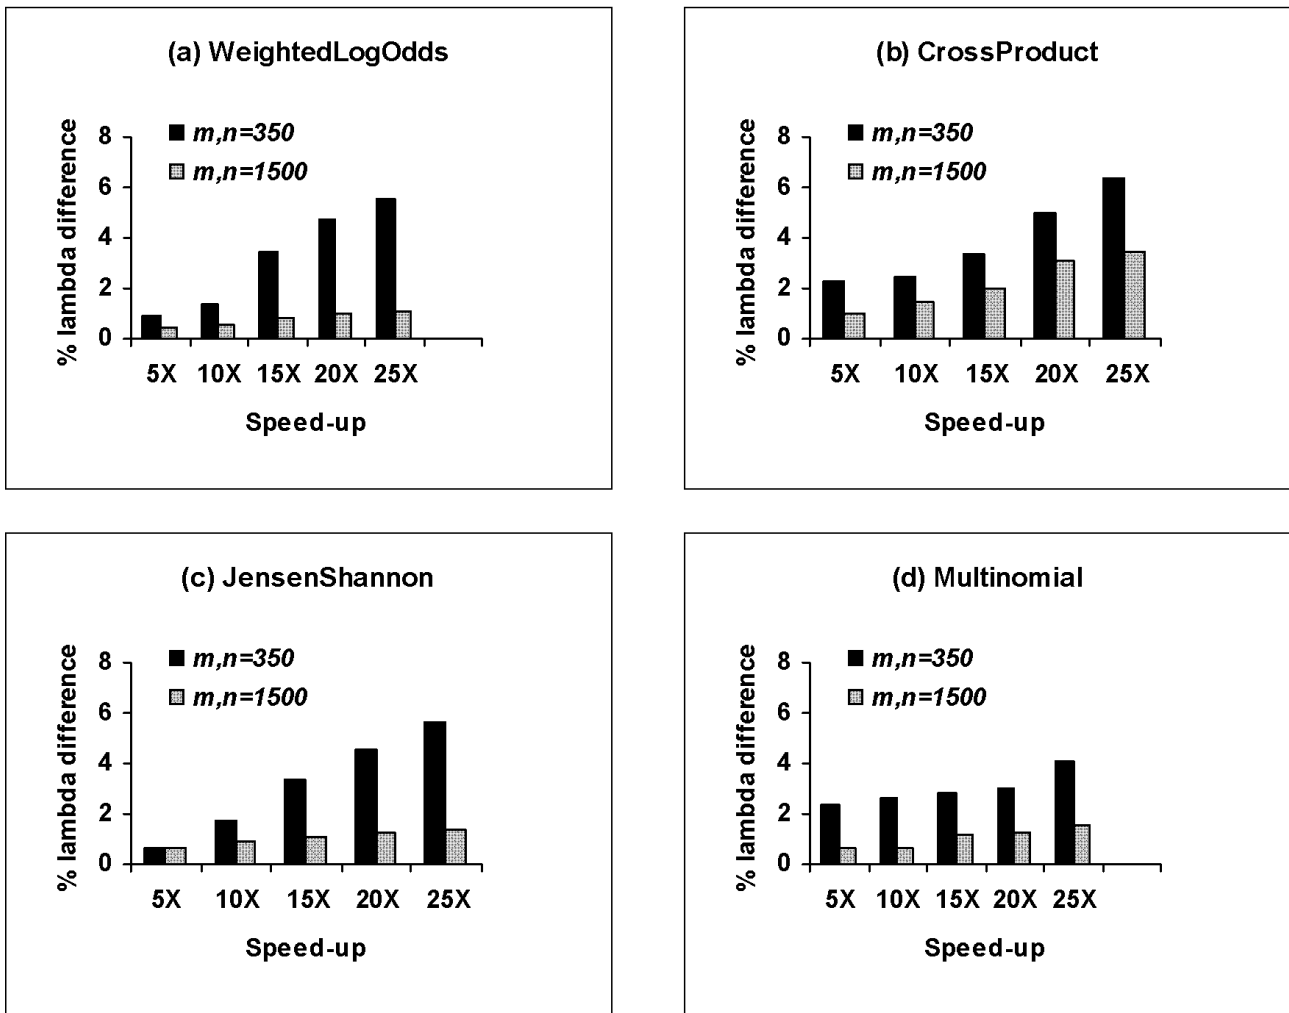 (a) WeightedLogOdds
% lambda difference
8
6
4
2
0
m,n=350
m,n=1500
5X 10X 15X 20X 25X
Speed-up
(b) CrossProduct
% lambda difference
8
6
4
2
0
m,n=350
m,n=1500
5X 10X 15X 20X 25X
Speed-up
(c) JensenShannon
% lambda difference
8
6
4
2
0
m,n=350
m,n=1500
5X 10X 15X 20X 25X
Speed-up
(d) Multinomial
% lambda difference
8
6
4
2
0
m,n=350
m,n=1500
5X 10X 15X 20X 25X
Speed-up